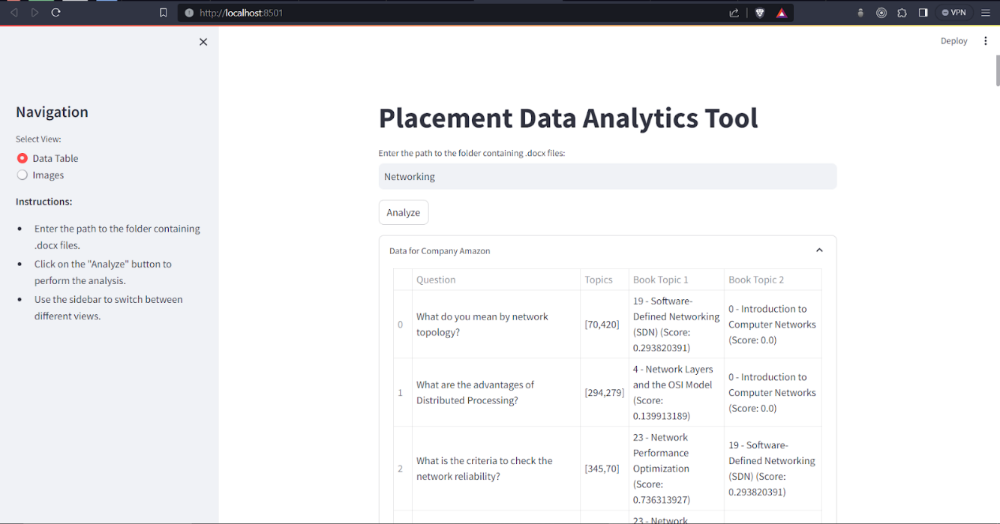 http://localhost:8501
VPN
Deploy
Navigation
Select View:
Data Table
Images
Instructions:
Enter the path to the folder containing
.docx files.
Click on the "Analyze" button to
perform the analysis.
Use the sidebar to switch between
different views.
Placement Data Analytics Tool
Enter the path to the folder containing .docx files:
Networking
Analyze
Data for Company Amazon
Question
Topics
Book Topic 1
Book Topic 2
0
What do you mean by network
topology?
[70,420]
19 - Software-
Defined Networking
(SDN) (Score:
0.293820391)
0 - Introduction to
Computer Networks
(Score: 0.0)
1
What are the advantages of
Distributed Processing?
[294,279]
4 - Network Layers
and the OSI Model
(Score:
0.139913189)
0 - Introduction to
Computer Networks
(Score: 0.0)
2
What is the criteria to check the
network reliability?
[345,70]
23 - Network
Performance
Optimization
(Score:
0.736313927)
19 - Software-
Defined Networking
(SDN) (Score:
0.293820391)
23 - Network